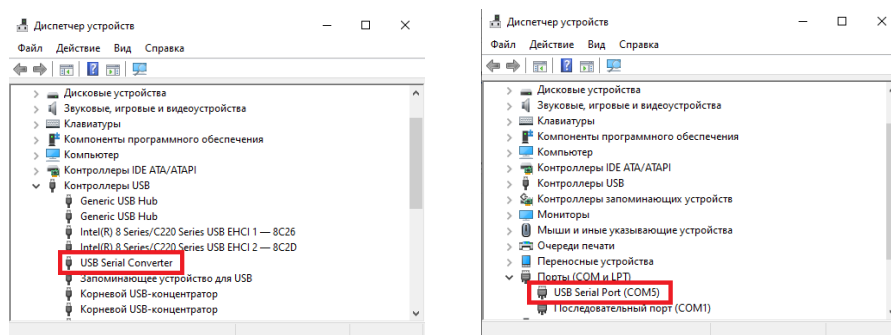 Диспетчер устройств
Файл Действие Вид Справка
Дисковые устройства
Звуковые, игровые и видеоустройства
Клавиатуры
Компоненты программного обеспечения
Компьютер
Контроллеры IDE ATA/ATAPI
Контроллеры USB
Generic USB Hub
Generic USB Hub
Intel(R) 8 Series/C220 Series USB EHCI 1 — 8C26
Intel(R) 8 Series/C220 Series USB EHCI 2 — 8C2D
USB Serial Converter
Запоминающее устройство для USB
Корневой USB-концентратор
Корневой USB-концентратор
Диспетчер устройств
Файл Действие Вид Справка
Дисковые устройства
Звуковые, игровые и видеоустройства
Клавиатуры
Компоненты программного обеспечения
Компьютер
Контроллеры IDE ATA/ATAPI
Контроллеры USB
Контроллеры запоминающих устройств
Мониторы
Мыши и иные указывающие устройства
Очереди печати
Переносные устройства
Порты (COM и LPT)
USB Serial Port (COM5)
Последовательный порт (COM1)